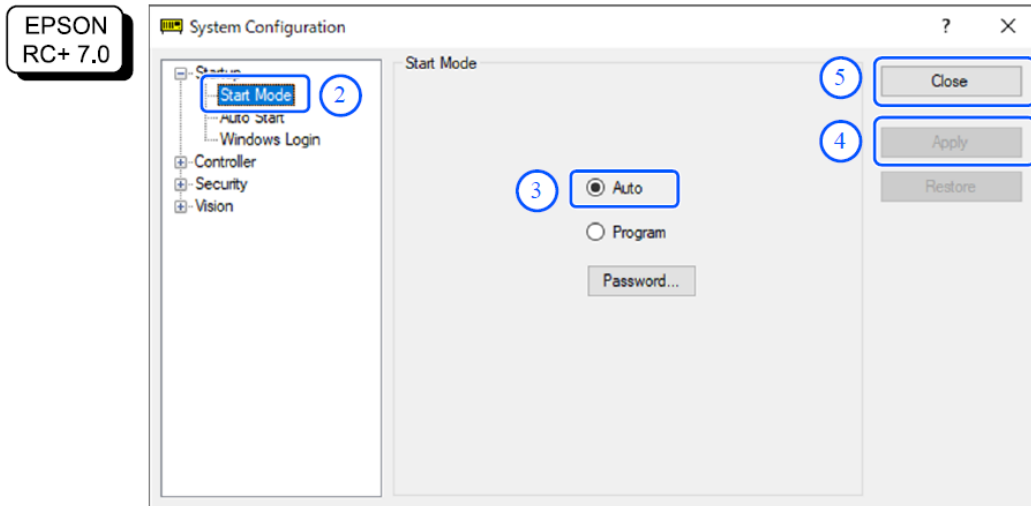 EPSON
RC+ 7.0
System Configuration
?
Start Mode
Startup
Start Mode
2
Auto Start
Windows Login
Controller
Security
Vision
3
Auto
Program
Password...
5
Close
4
Apply
Restore